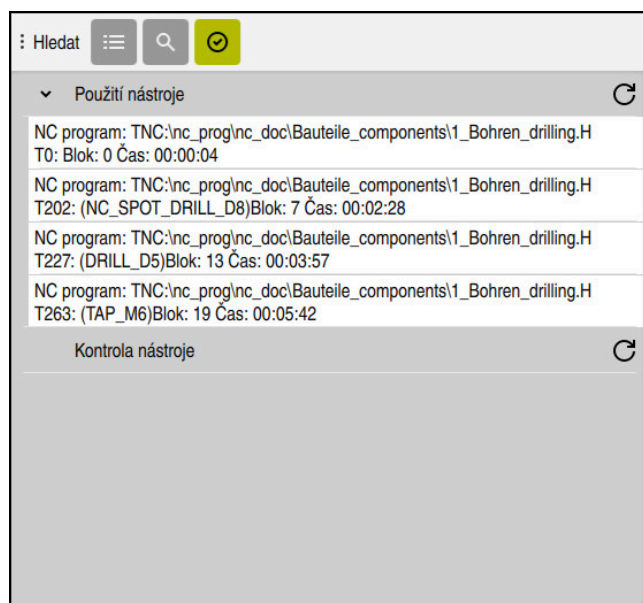 Hledat
Použití nástroje
NC program: TNC:\nc_prog\nc_doc\Bauteile_components\1_Bohren_drilling.H
T0: Blok: 0 Čas: 00:00:04
NC program: TNC:\nc_prog\nc_doc\Bauteile_components\1_Bohren_drilling.H
T202: (NC_SPOT_DRILL_D8)Blok: 7 Čas: 00:02:28
NC program: TNC:\nc_prog\nc_doc\Bauteile_components\1_Bohren_drilling.H
T227: (DRILL_D5)Blok: 13 Čas: 00:03:57
NC program: TNC:\nc_prog\nc_doc\Bauteile_components\1_Bohren_drilling.H
T263: (TAP_M6)Blok: 19 Čas: 00:05:42
Kontrola nástroje